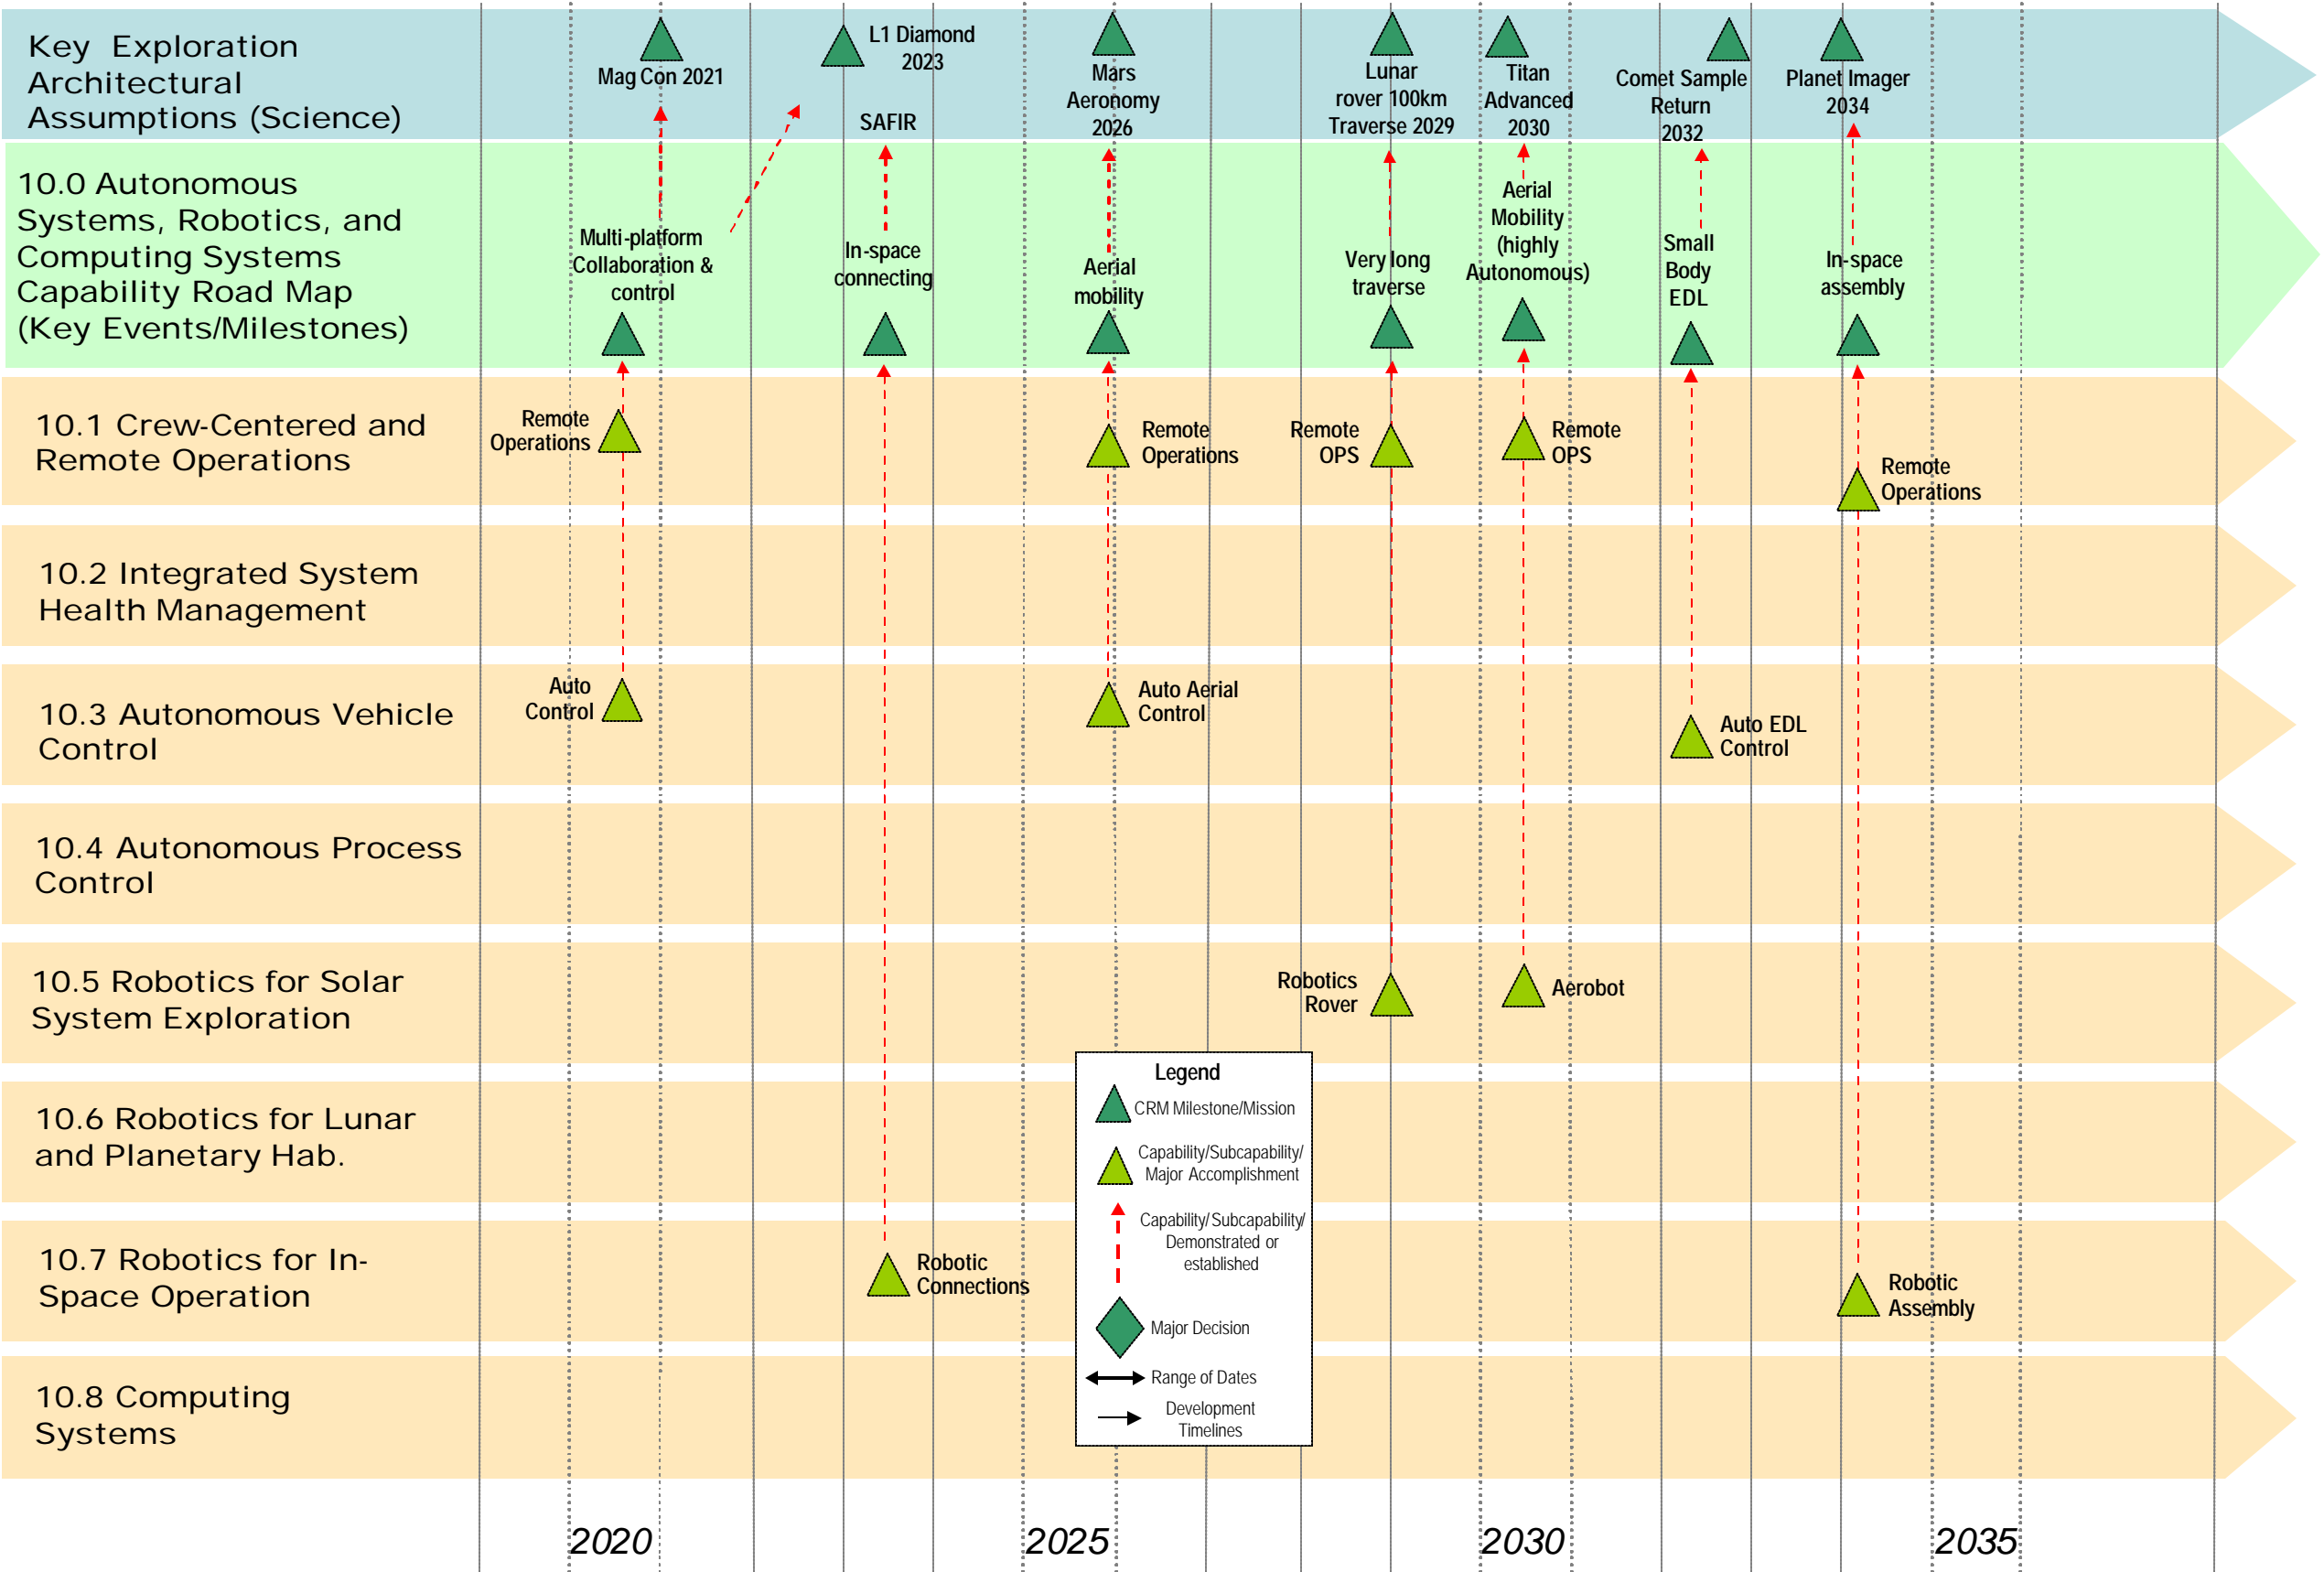 Key Exploration
Architectural
Assumptions (Science)
Mag Con 2021
L1 Diamond
2023
SAFIR
Mars
Aeronomy
2026
Lunar
rover 100km
Traverse 2029
Titan
Advanced
2030
Comet Sample
Return
2032
Planet Imager
2034
10.0 Autonomous
Systems, Robotics, and
Computing Systems
Capability Road Map
(Key Events/Milestones)
Multi-platform
Collaboration &
control
In-space
connecting
Aerial
mobility
Very long
traverse
Aerial
Mobility
(highly
Autonomous)
Small
Body
EDL
In-space
assembly
10.1 Crew-Centered and
Remote Operations
Remote
Operations
Remote
Operations
Remote
OPS
Remote
OPS
Remote
Operations
10.2 Integrated System
Health Management
10.3 Autonomous Vehicle
Control
Auto
Control
Auto Aerial
Control
Auto EDL
Control
10.4 Autonomous Process
Control
10.5 Robotics for Solar
System Exploration
Robotics
Rover
Aerobot
10.6 Robotics for Lunar
and Planetary Hab.
10.7 Robotics for In-
Space Operation
Robotic
Connections
Robotic
Assembly
10.8 Computing
Systems
Legend
CRM Milestone/Mission
Capability/Subcapability/
Major Accomplishment
Capability/Subcapability/
Demonstrated or
established
Major Decision
Range of Dates
Development
Timelines
2020
2025
2030
2035